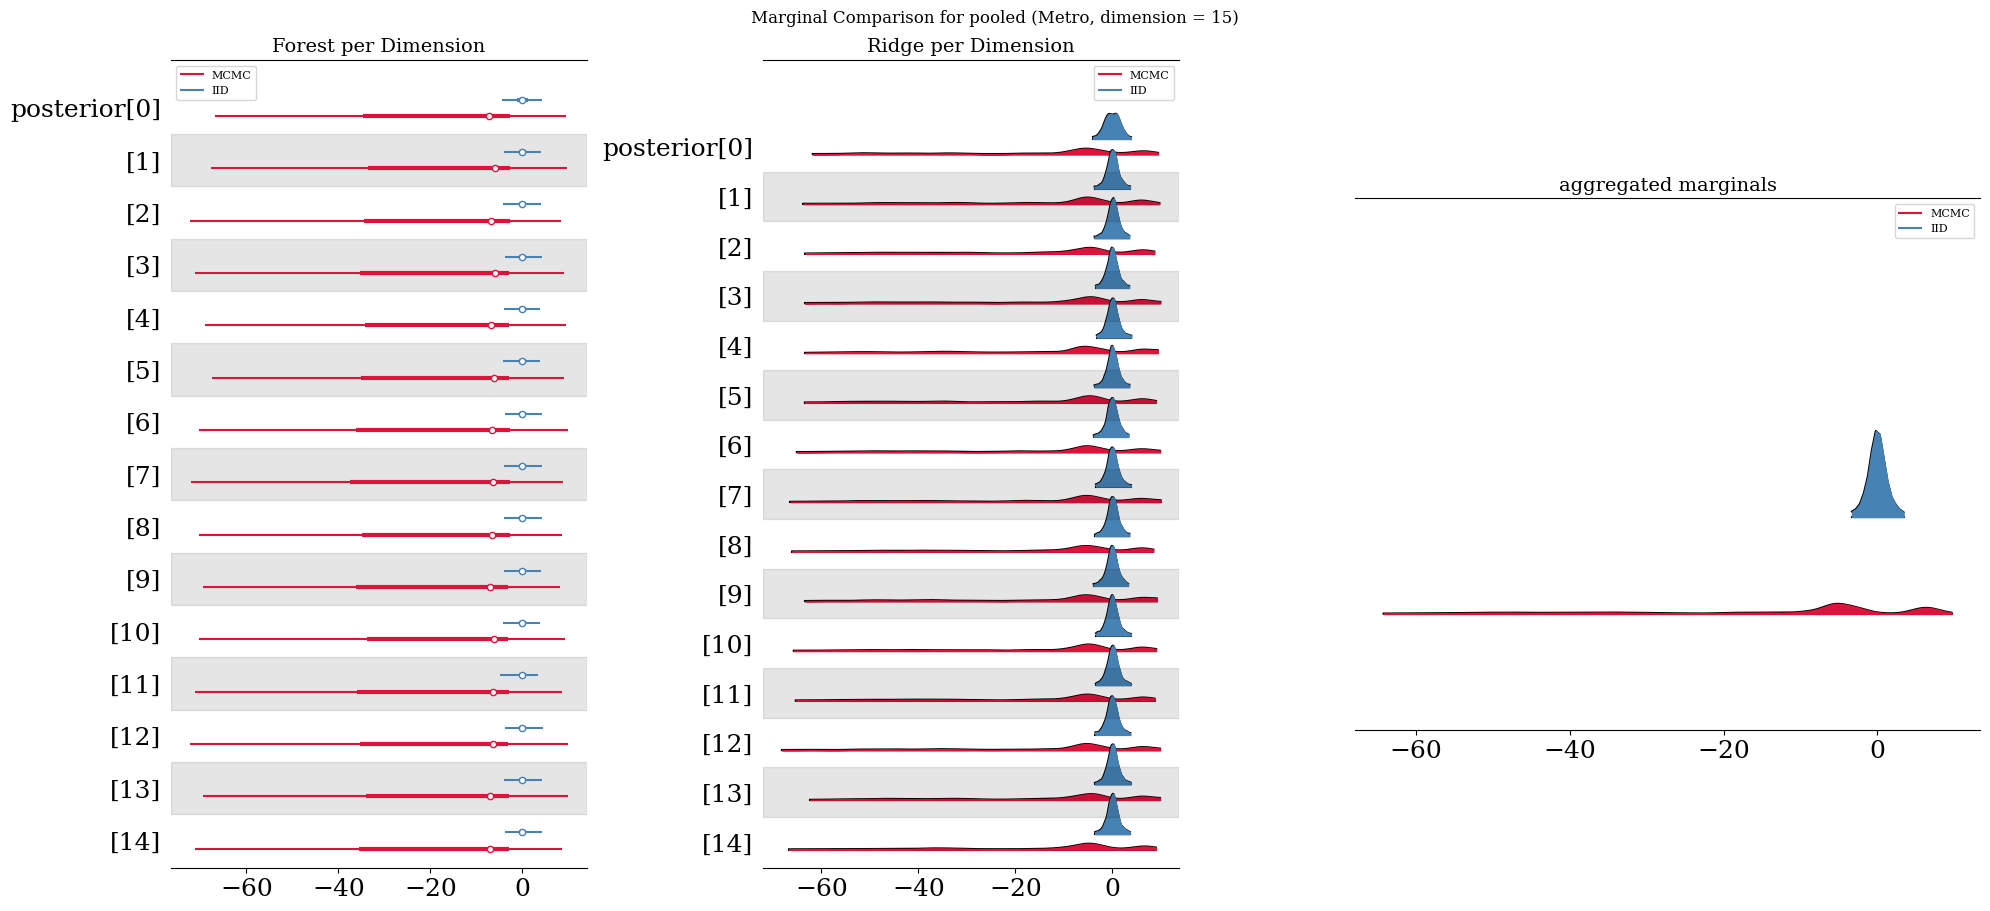 Marginal Comparison for pooled (Metro, dimension = 15)
Forest per Dimension
MCMC
IID
posterior[0]
[1]
[2]
[3]
[4]
[5]
[6]
[7]
[8]
[9]
[10]
[11]
[12]
[13]
[14]
−60 −40 −20 0
Ridge per Dimension
MCMC
IID
posterior[0]
[1]
[2]
[3]
[4]
[5]
[6]
[7]
[8]
[9]
[10]
[11]
[12]
[13]
[14]
−60 −40 −20 0
aggregated marginals
MCMC
IID
−60 −40 −20 0